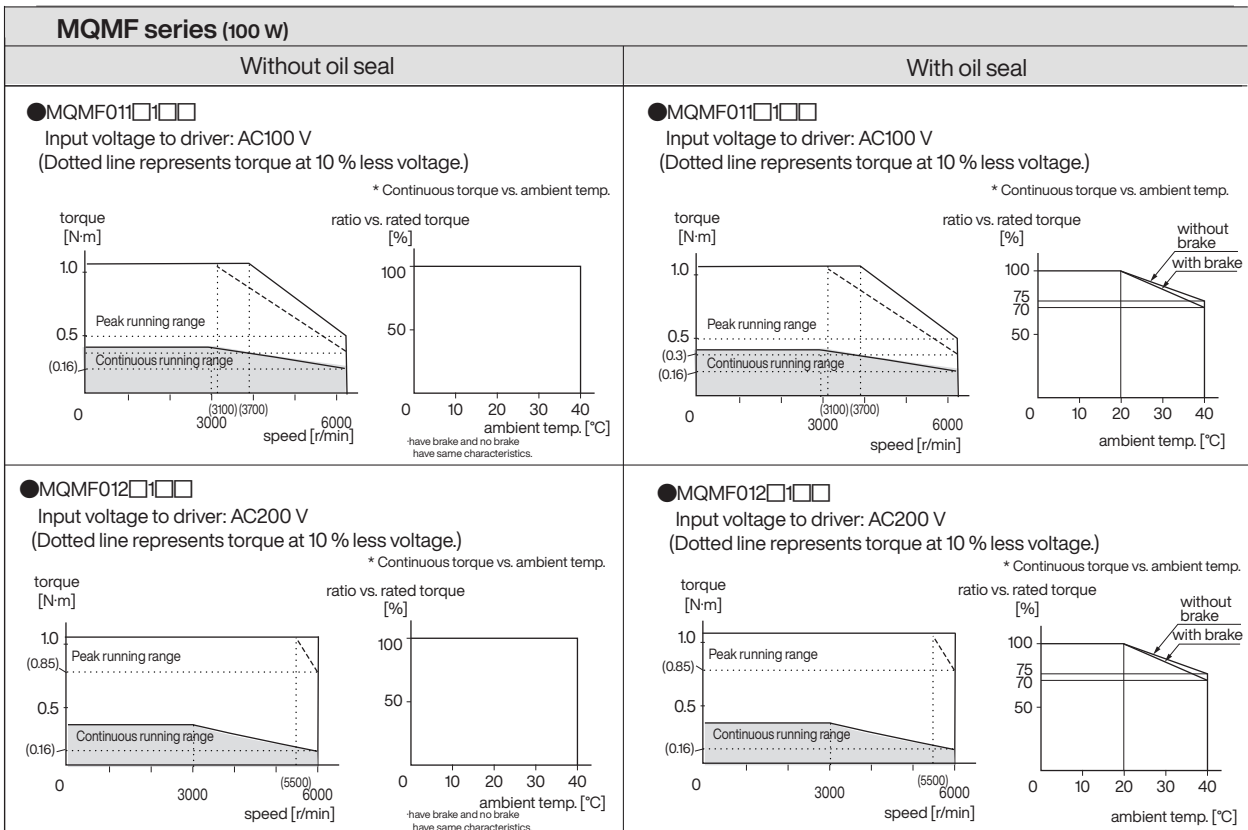 MQMF series (100 W)
Without oil seal
With oil seal
●MQMF011□1□□
Input voltage to driver: AC100 V
(Dotted line represents torque at 10 % less voltage.)
* Continuous torque vs. ambient temp.
torque
[N·m]
1.0
0.5
(0.16)
Peak running range
Continuous running range
0
(3100)
(3700)
3000
6000
speed [r/min]
ratio vs. rated torque
[%]
100
50
0
10
20
30
40
ambient temp. [°C]
·have brake and no brake
have same characteristics.
●MQMF011□1□□
Input voltage to driver: AC100 V
(Dotted line represents torque at 10 % less voltage.)
* Continuous torque vs. ambient temp.
torque
[N·m]
1.0
0.5
(0.3)
(0.16)
Peak running range
Continuous running range
0
(3100)
(3700)
3000
6000
speed [r/min]
ratio vs. rated torque
[%]
without
brake
with brake
100
75
70
50
0
10
20
30
40
ambient temp. [°C]
●MQMF012□1□□
Input voltage to driver: AC200 V
(Dotted line represents torque at 10 % less voltage.)
* Continuous torque vs. ambient temp.
torque
[N·m]
1.0
(0.85)
0.5
(0.16)
Peak running range
Continuous running range
0
3000
(5500)
6000
speed [r/min]
ratio vs. rated torque
[%]
100
50
0
10
20
30
40
ambient temp. [°C]
·have brake and no brake
have same characteristics
●MQMF012□1□□
Input voltage to driver: AC200 V
(Dotted line represents torque at 10 % less voltage.)
* Continuous torque vs. ambient temp.
torque
[N·m]
1.0
(0.85)
0.5
(0.16)
Peak running range
Continuous running range
0
3000
(5500)
6000
speed [r/min]
ratio vs. rated torque
[%]
without
brake
with brake
100
75
70
50
0
10
20
30
40
ambient temp. [°C]